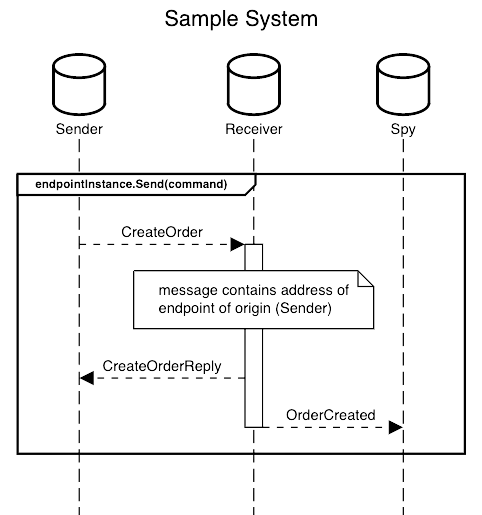 Sample System
Sender
Receiver
Spy
endpointInstance.Send(command)
CreateOrder
message contains address of
endpoint of origin (Sender)
CreateOrderReply
OrderCreated